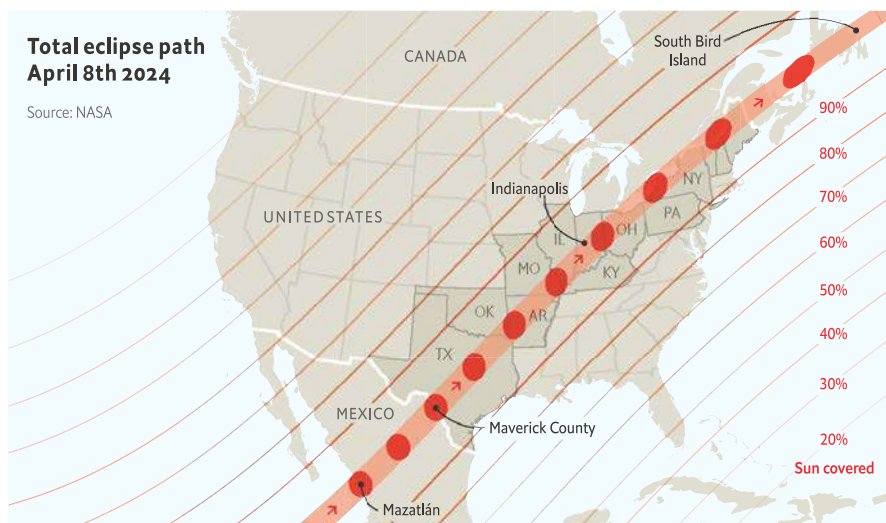 Total eclipse path
April 8th 2024
Source: NASA
CANADA
South Bird
Island
90%
80%
70%
60%
50%
40%
30%
20%
Sun covered
UNITED STATES
Indianapolis
NY
PA
OH
IL
MO
KY
OK
AR
TX
MEXICO
Maverick County
Mazatlán